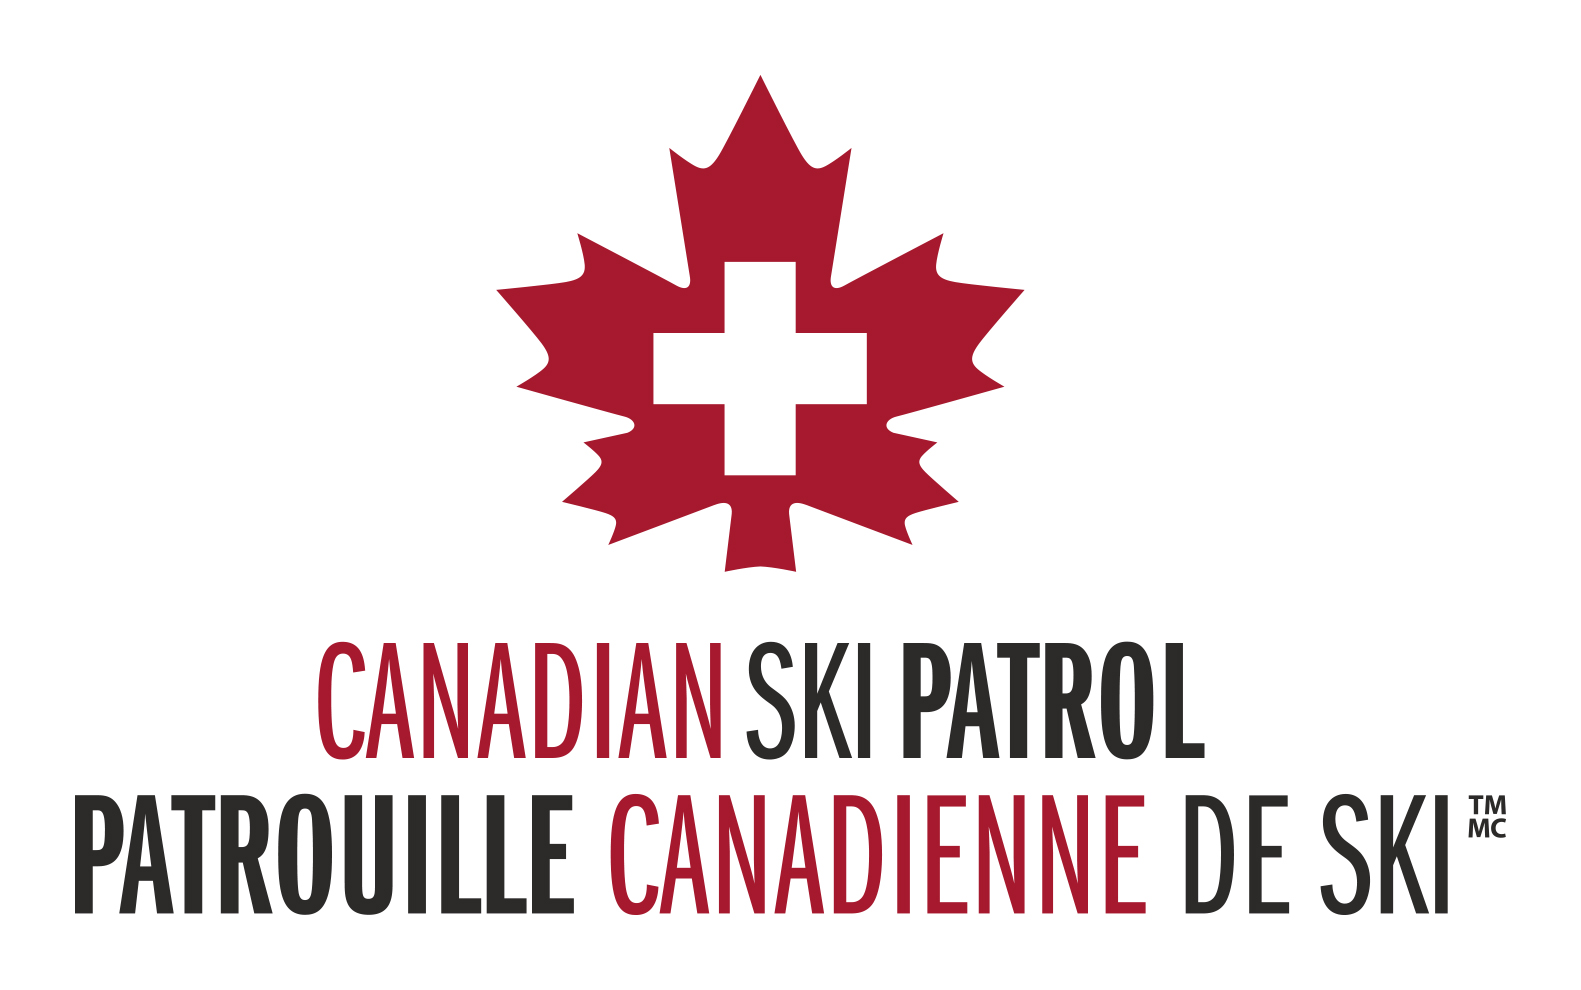 CANADIAN SKI PATROL
PATROUILLE CANADIENNE DE SKI TM MC